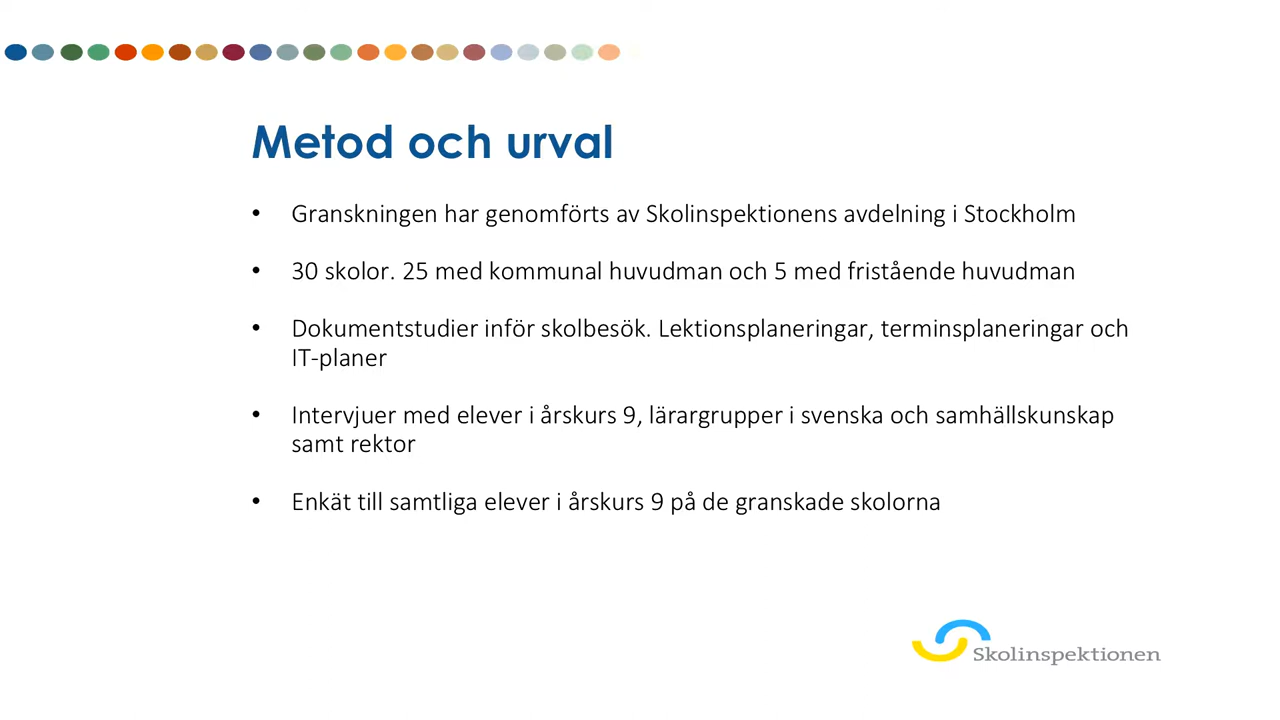 Metod och urval
• Granskningen har genomförts av Skolinspektionens avdelning i Stockholm
• 30 skolor. 25 med kommunal huvudman och 5 med fristående huvudman
• Dokumentstudier inför skolbesök. Lektionsplaneringar, terminsplaneringar och
IT-planer
• Intervjuer med elever i årskurs 9, lärargrupper i svenska och samhällskunskap
samt rektor
• Enkät till samtliga elever i årskurs 9 på de granskade skolorna
Skolinspektionen